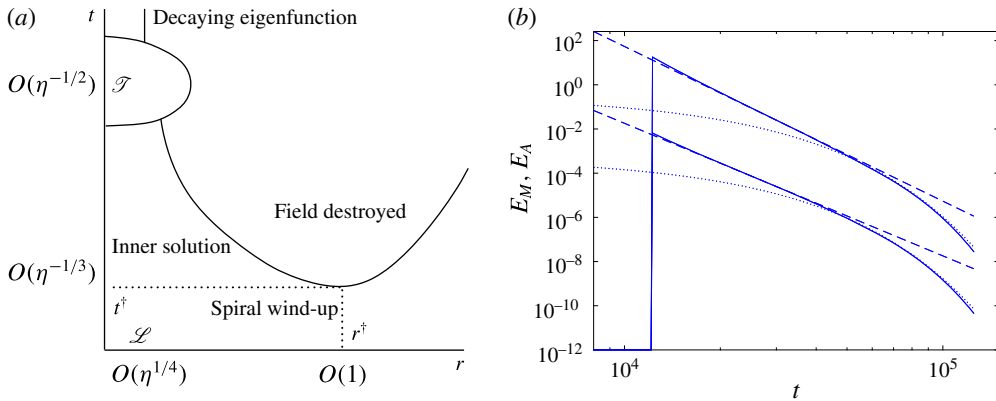 (a)
t
Decaying eigenfunction
O(η^{-1/2})
𝒯
Field destroyed
Inner solution
O(η^{-1/3})
t†
Spiral wind-up
r†
ℒ
O(η^{1/4})
O(1)
r
(b)
10^2
10^0
10^{-2}
10^{-4}
10^{-6}
10^{-8}
10^{-10}
10^{-12}
E_M, E_A
10^4
10^5
t